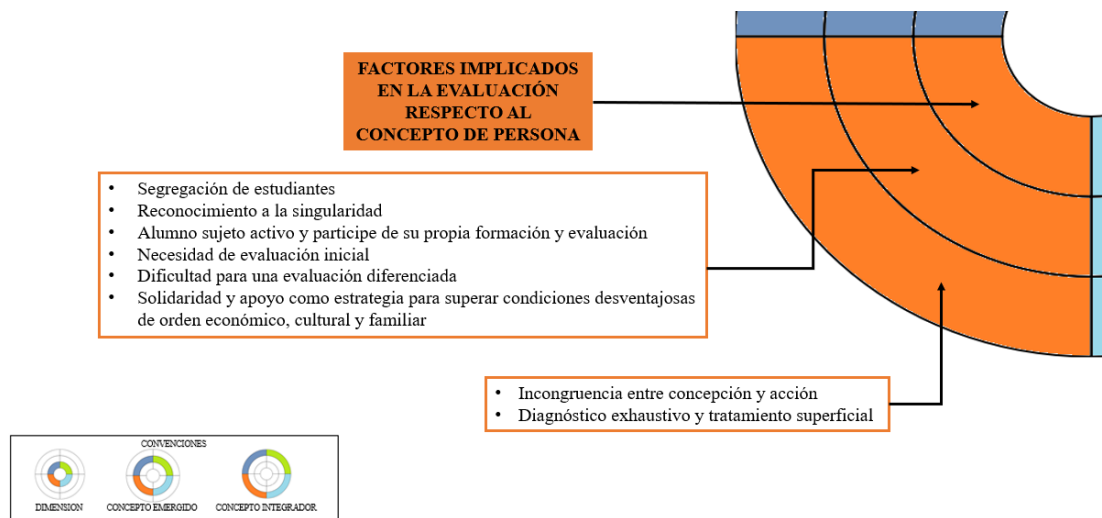 FACTORES IMPLICADOS
EN LA EVALUACIÓN
RESPECTO AL
CONCEPTO DE PERSONA
• Segregación de estudiantes
• Reconocimiento a la singularidad
• Alumno sujeto activo y participe de su propia formación y evaluación
• Necesidad de evaluación inicial
• Dificultad para una evaluación diferenciada
• Solidaridad y apoyo como estrategia para superar condiciones desventajosas
de orden económico, cultural y familiar
• Incongruencia entre concepción y acción
• Diagnóstico exhaustivo y tratamiento superficial
CONVENCIONES
DIMENSION
CONCEPTO EMERGIDO
CONCEPTO INTEGRADOR